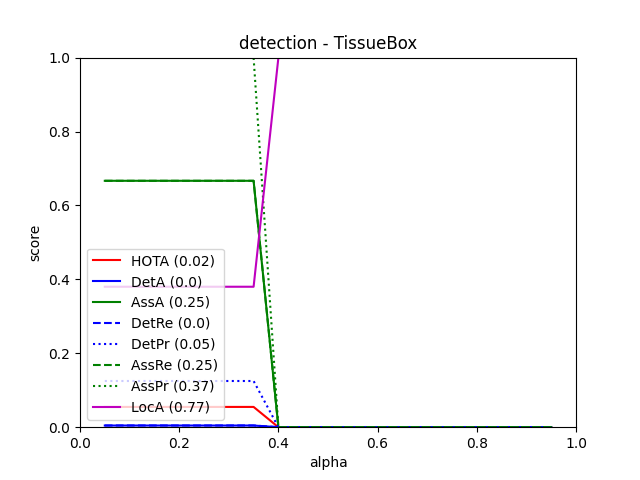 detection - TissueBox
1.0
0.8
0.6
0.4
0.2
0.0
score
HOTA (0.02)
DetA (0.0)
AssA (0.25)
DetRe (0.0)
DetPr (0.05)
AssRe (0.25)
AssPr (0.37)
LocA (0.77)
0.0 0.2 0.4 0.6 0.8 1.0
alpha